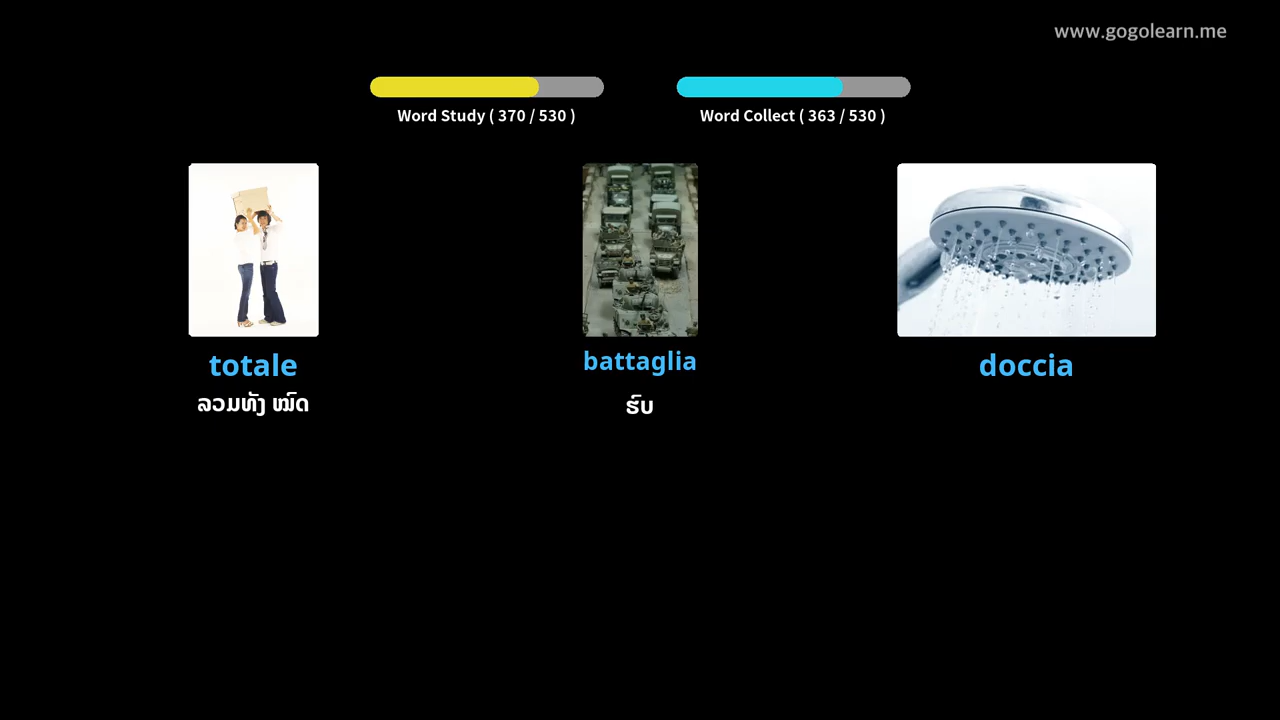 www.gogolearn.me
Word Study ( 370 / 530 )
Word Collect ( 363 / 530 )
totale
battaglia
doccia
ລວມທັງ ໝົດ
ຮົບ